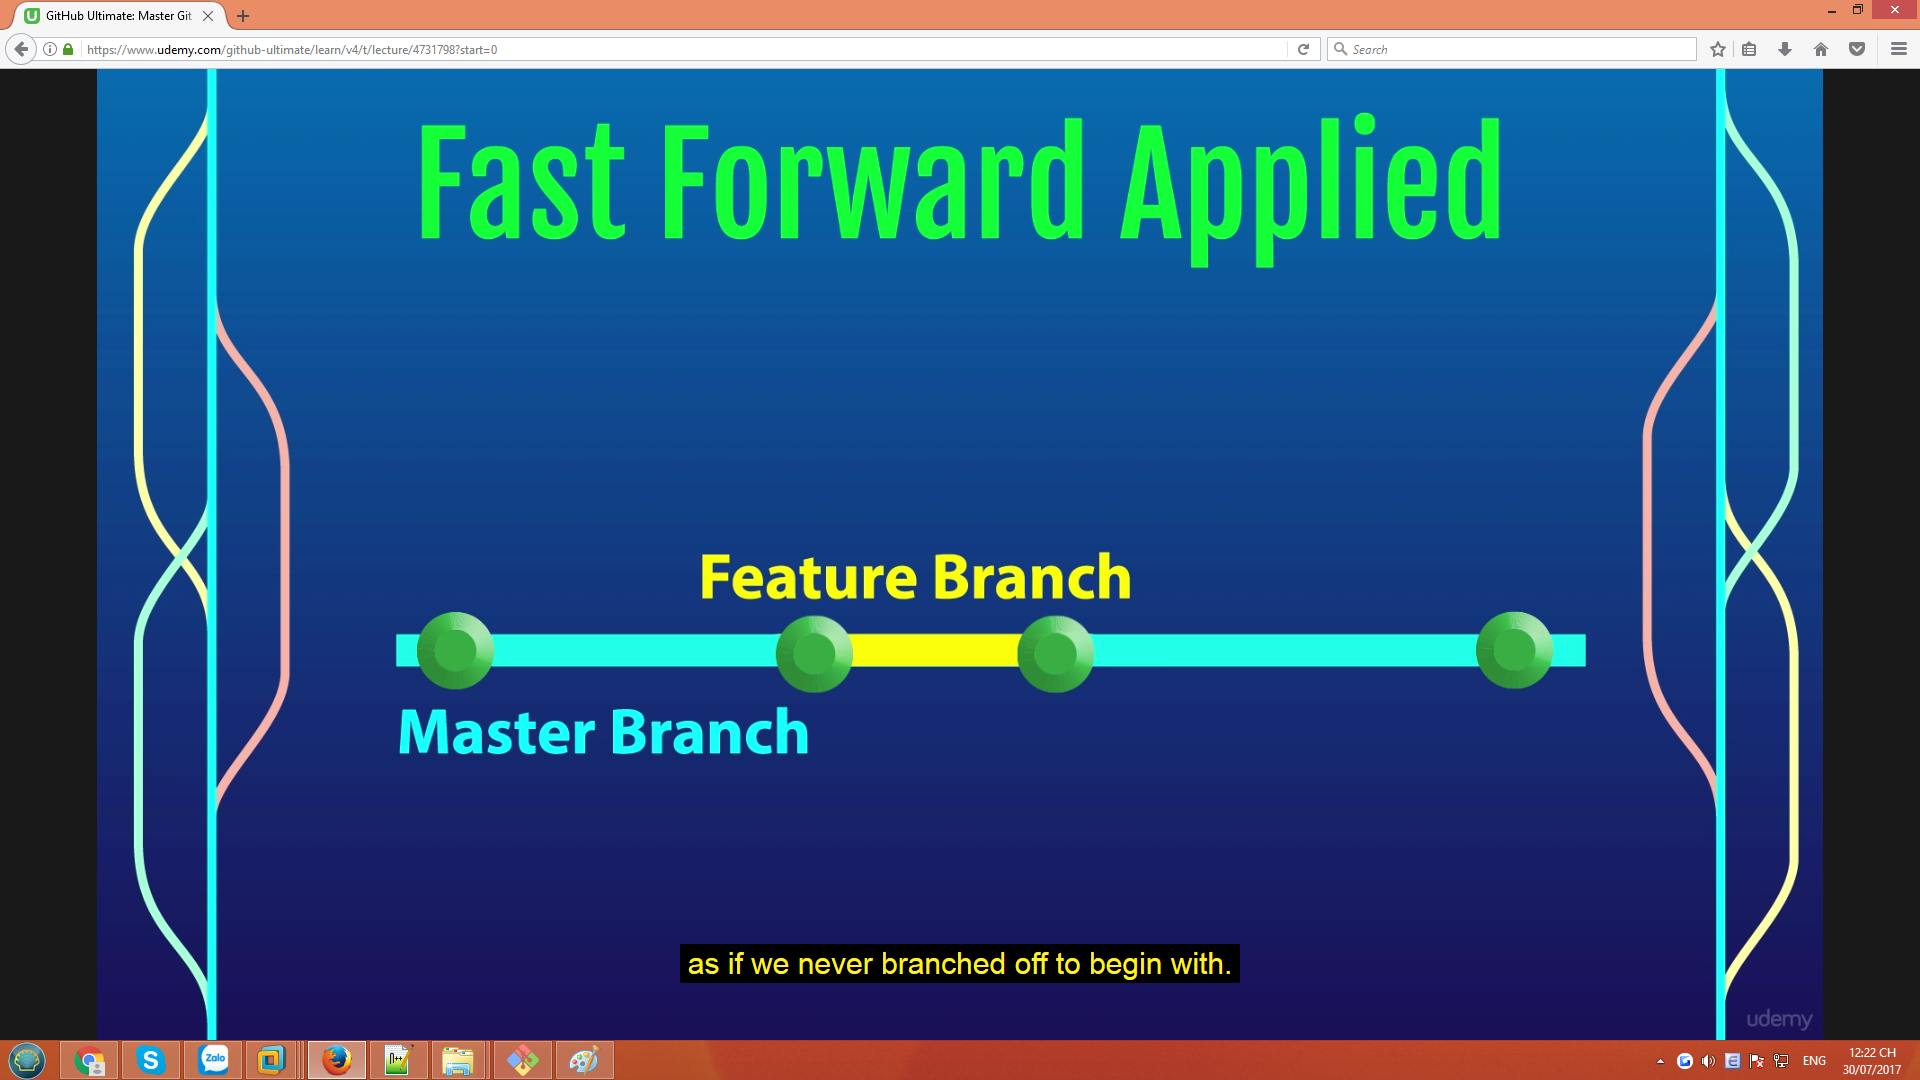 GitHub Ultimate: Master Git
https://www.udemy.com/github-ultimate/learn/v4/t/lecture/4731798?start=0
Search
Fast Forward Applied
Feature Branch
Master Branch
as if we never branched off to begin with.
udemy
Zalo
ENG
12:22 CH
30/07/2017